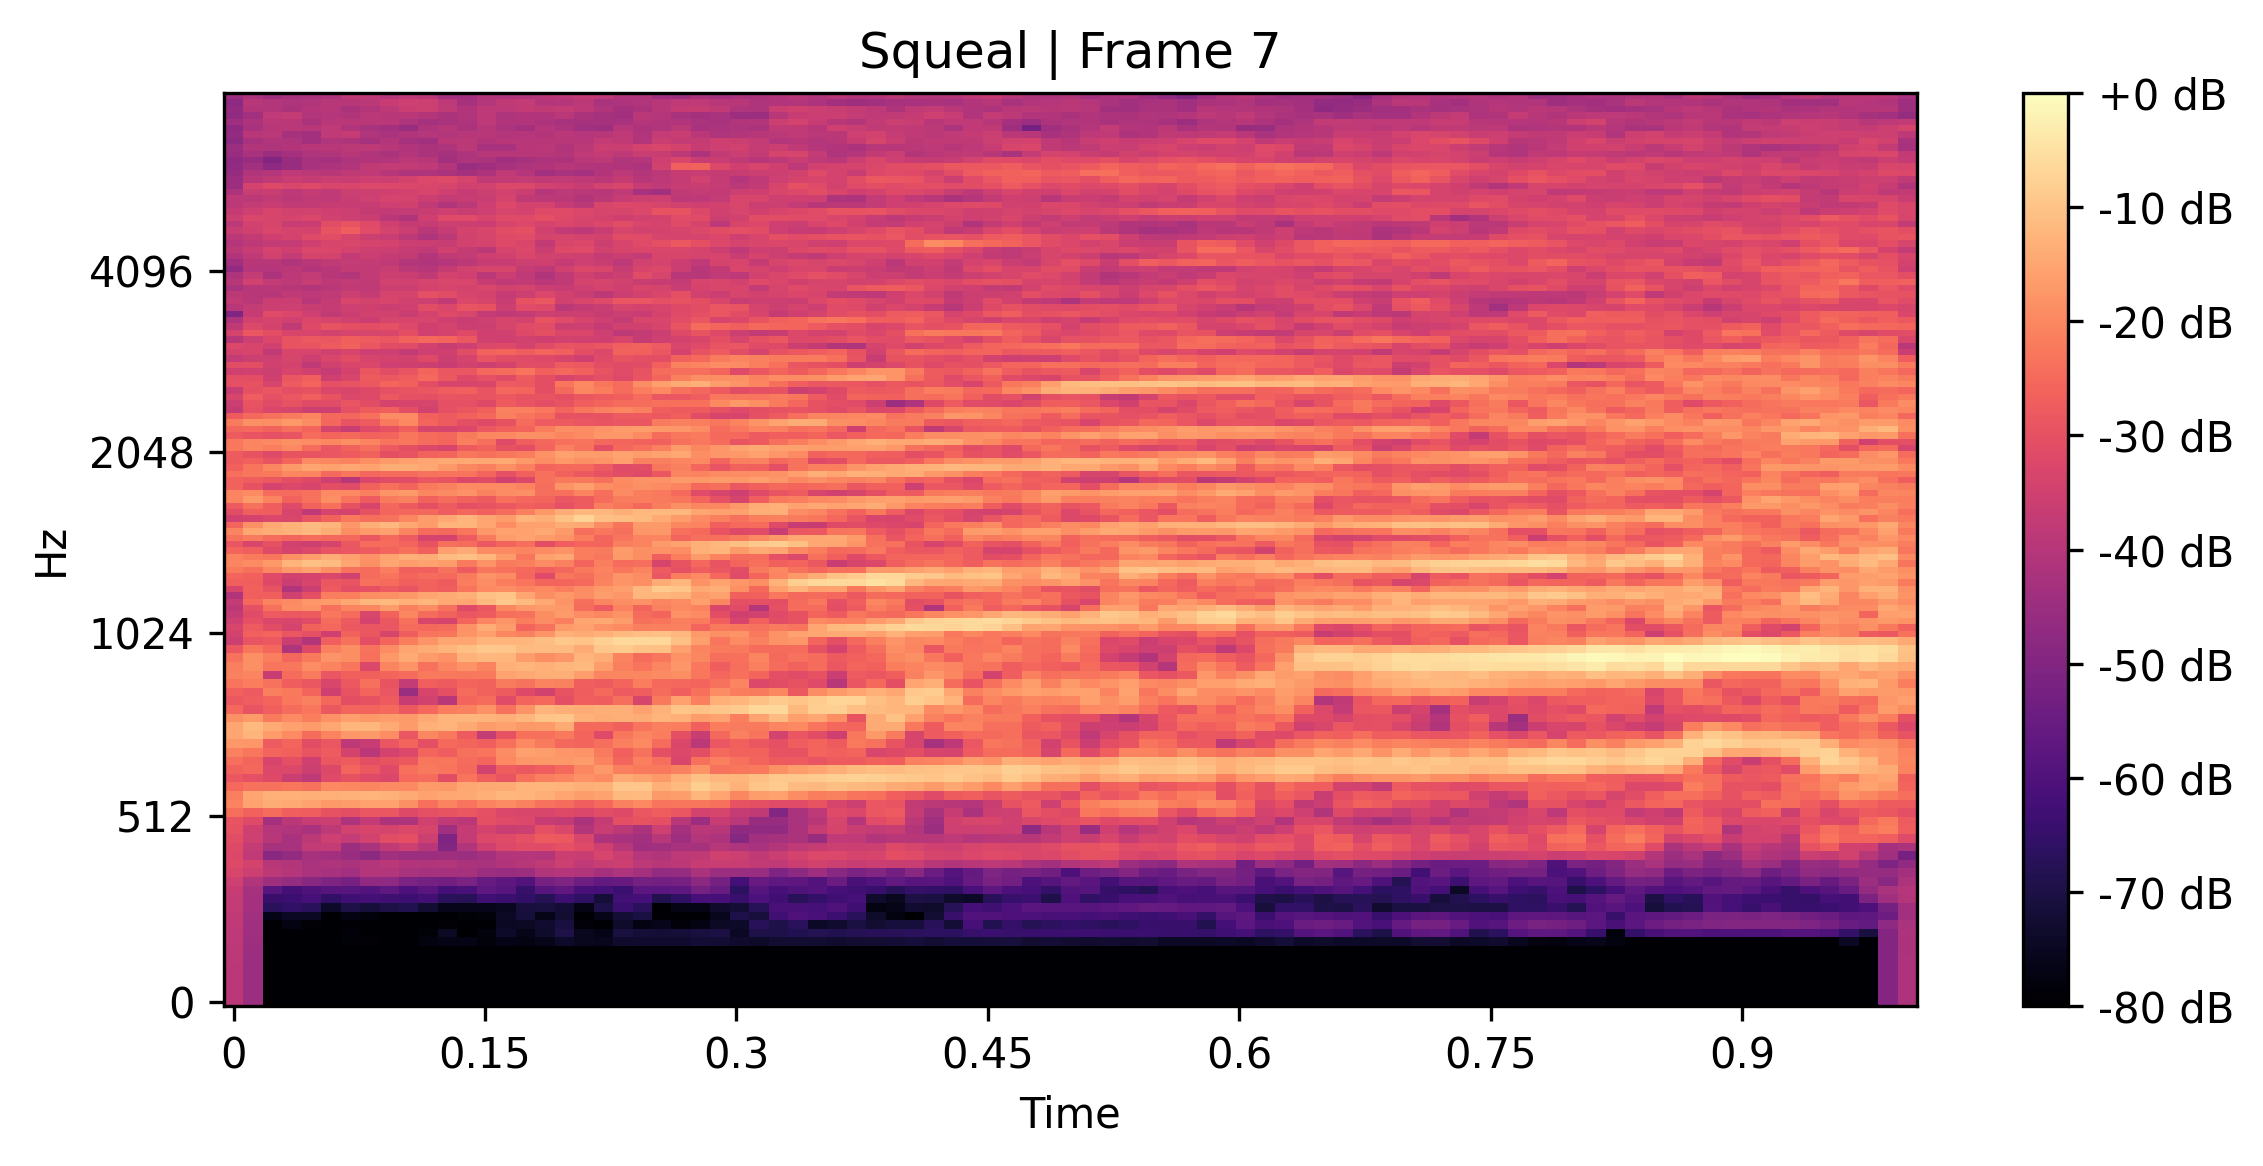 Squeal | Frame 7
+0 dB
-10 dB
-20 dB
-30 dB
-40 dB
-50 dB
-60 dB
-70 dB
-80 dB
Hz
4096
2048
1024
512
0
0 0.15 0.3 0.45 0.6 0.75 0.9
Time